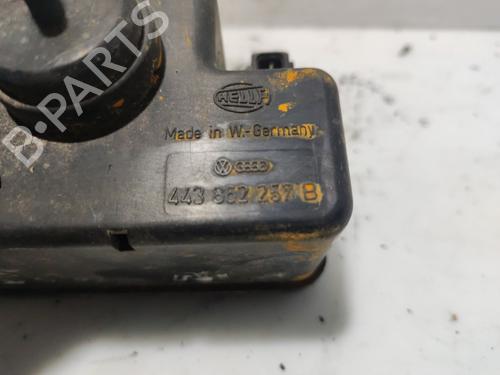 HELLA
Made in W.-Germany
443 862 257 B
B-PARTS